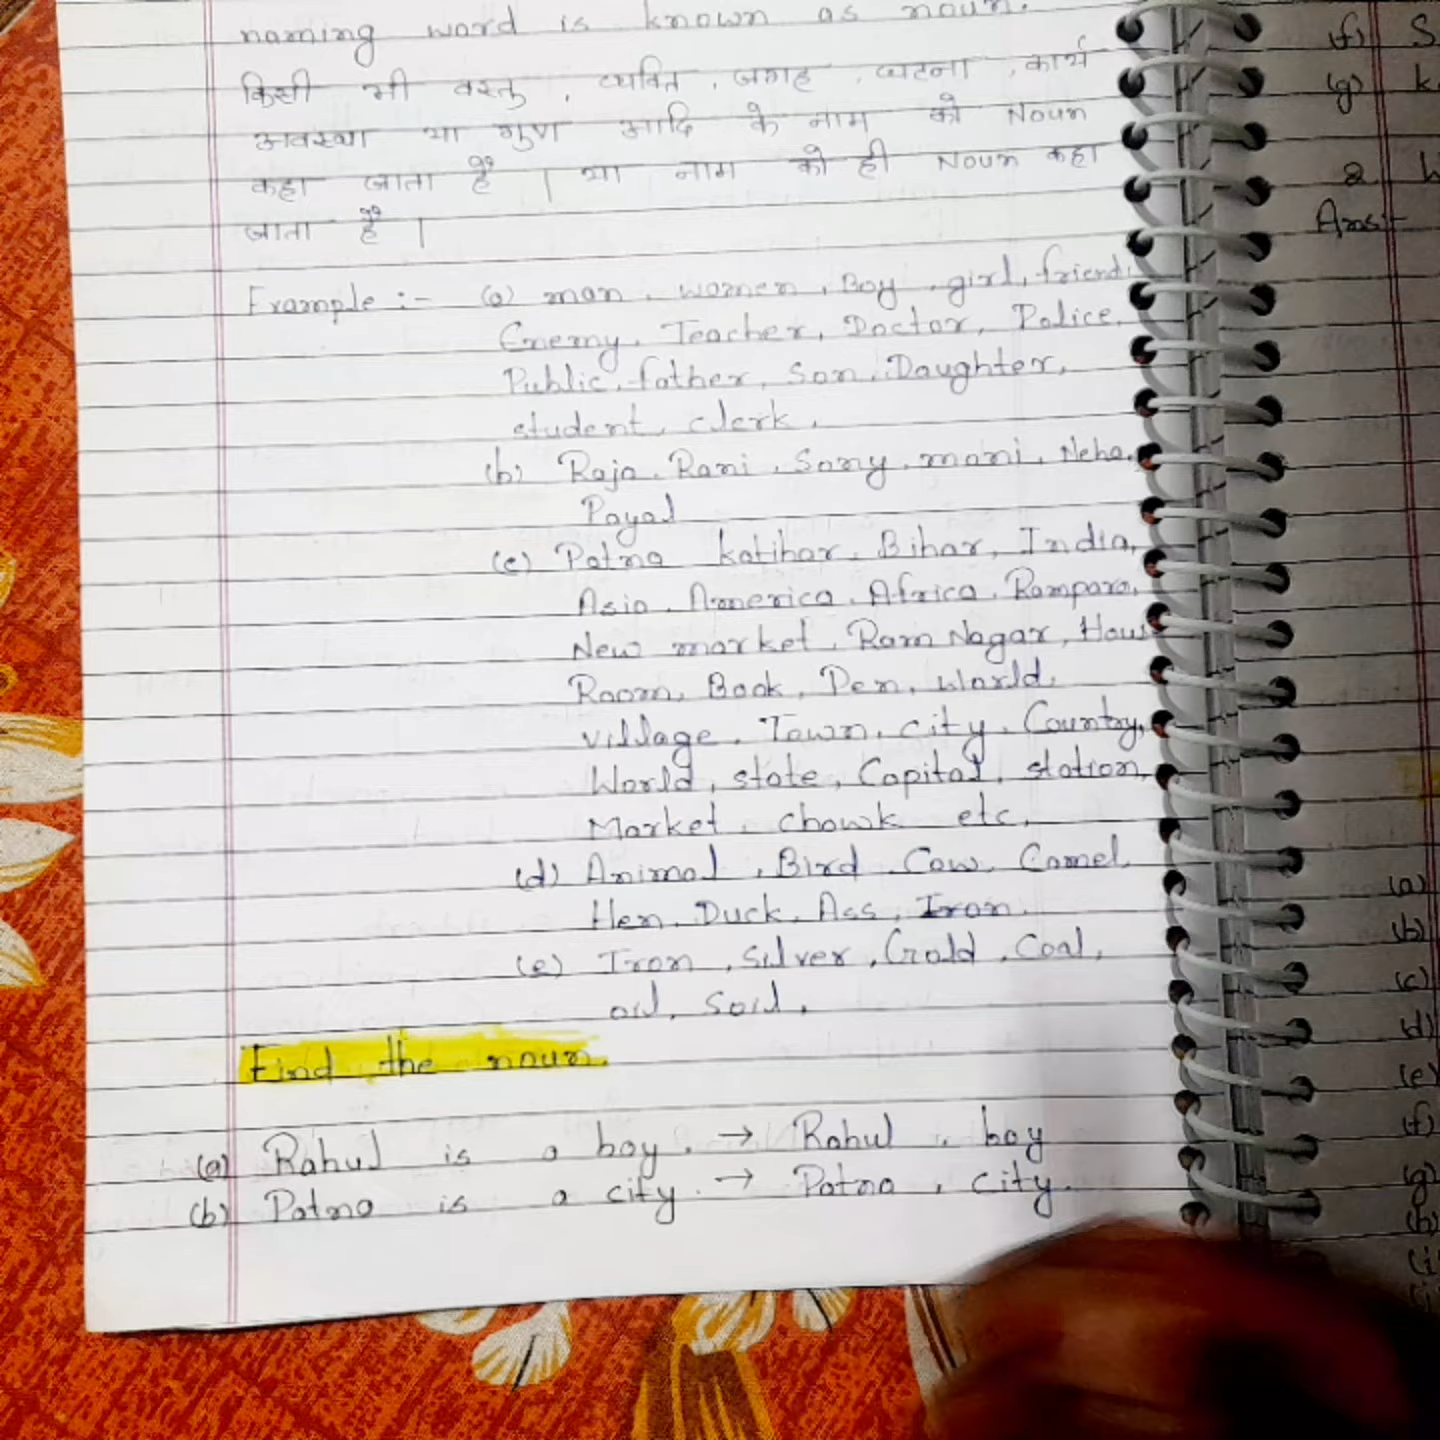 naming word is known as noun.
किसी भी वस्तु, व्यक्ति, जगह, घटना, कार्य
अवस्था या गुण आदि के नाम को Noun
कहा जाता है । या नाम को ही Noun कहा
जाता है ।
Example :- (a) man, women, Boy, girl, friend,
Enemy, Teacher, Doctor, Police,
Public, father, Son, Daughter,
student, clerk,
(b) Raja, Rani, Sony, mani, Neha,
Payal
(c) Patna katihar, Bihar, India,
Asia, America, Africa, Rampara,
New market, Ram Nagar, Hous
Room, Book, Pen, World,
village, Town, city, Country,
World, state, Capital, station,
Market, chowk etc,
(d) Animal, Bird, Cow, Camel,
Hen, Duck, Ass, Iron.
(e) Iron, Silver, Gold, Coal,
oil, soil,
Find the noun.
(a) Rahul is a boy. → Rahul, boy
(b) Patna is a city. → Patna, city.
(f) S
(g) k
2. W
Ans:-
(a)
(b)
(c)
(d)
(e)
(f)
(g)
(h)